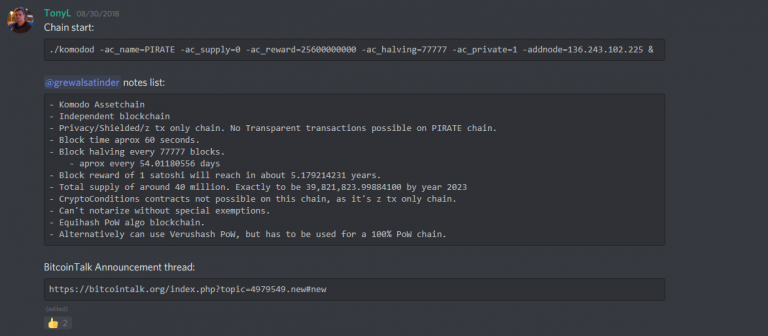 TonyL 08/30/2018
Chain start:
./komodod -ac_name=PIRATE -ac_supply=0 -ac_reward=25600000000 -ac_halving=77777 -ac_private=1 -addnode=136.243.102.225 &
@grewalsatinder notes list:
- Komodo Assetchain
- Independent blockchain
- Privacy/Shielded/z tx only chain. No Transparent transactions possible on PIRATE chain.
- Block time aprox 60 seconds.
- Block halving every 77777 blocks.
- aprox every 54.01180556 days
- Block reward of 1 satoshi will reach in about 5.179214231 years.
- Total supply of around 40 million. Exactly to be 39,821,823.99884100 by year 2023
- CryptoConditions contracts not possible on this chain, as it's z tx only chain.
- Can't notarize without special exemptions.
- Equihash PoW algo blockchain.
- Alternatively can use Verushash PoW, but has to be used for a 100% PoW chain.
BitcoinTalk Announcement thread:
https://bitcointalk.org/index.php?topic=4979549.new#new
(edited)
2